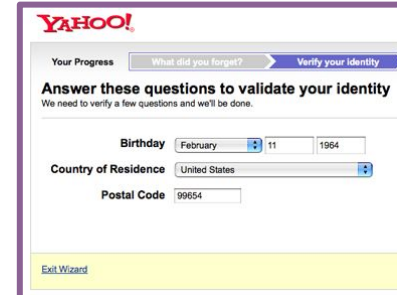 YAHOO!
Your Progress What did you forget? Verify your identity
Answer these questions to validate your identity
We need to verify a few questions and we'll be done.
Birthday February 11 1964
Country of Residence United States
Postal Code 99654
Exit Wizard